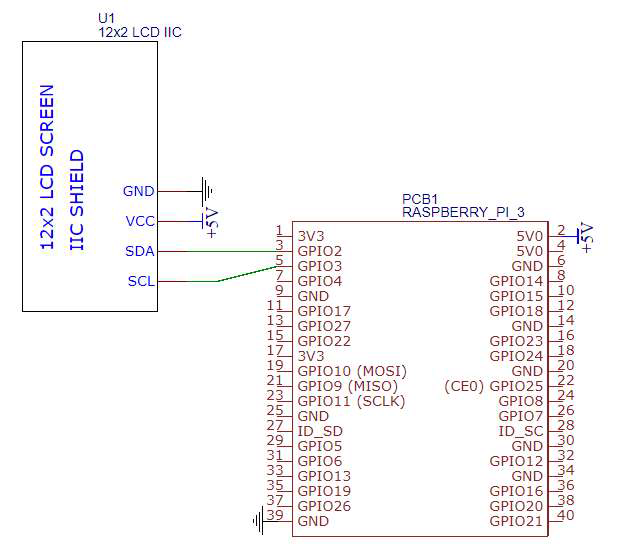 U1
12x2 LCD IIC
12x2 LCD SCREEN
IIC SHIELD
GND
VCC
+5V
SDA
SCL
PCB1
RASPBERRY_PI_3
1 3V3 5V0 2
+5V
3 GPIO2 5V0 4
5 GPIO3 GND 6
7 GPIO4 GPIO14 8
9 GND GPIO15 10
11 GPIO17 GPIO18 12
13 GPIO27 GND 14
15 GPIO22 GPIO23 16
17 3V3 GPIO24 18
19 GPIO10 (MOSI) GND 20
21 GPIO9 (MISO) (CE0) GPIO25 22
23 GPIO11 (SCLK) GPIO8 24
25 GND GPIO7 26
27 ID_SD ID_SC 28
29 GPIO5 GND 30
31 GPIO6 GPIO12 32
33 GPIO13 GND 34
35 GPIO19 GPIO16 36
37 GPIO26 GPIO20 38
39 GND GPIO21 40